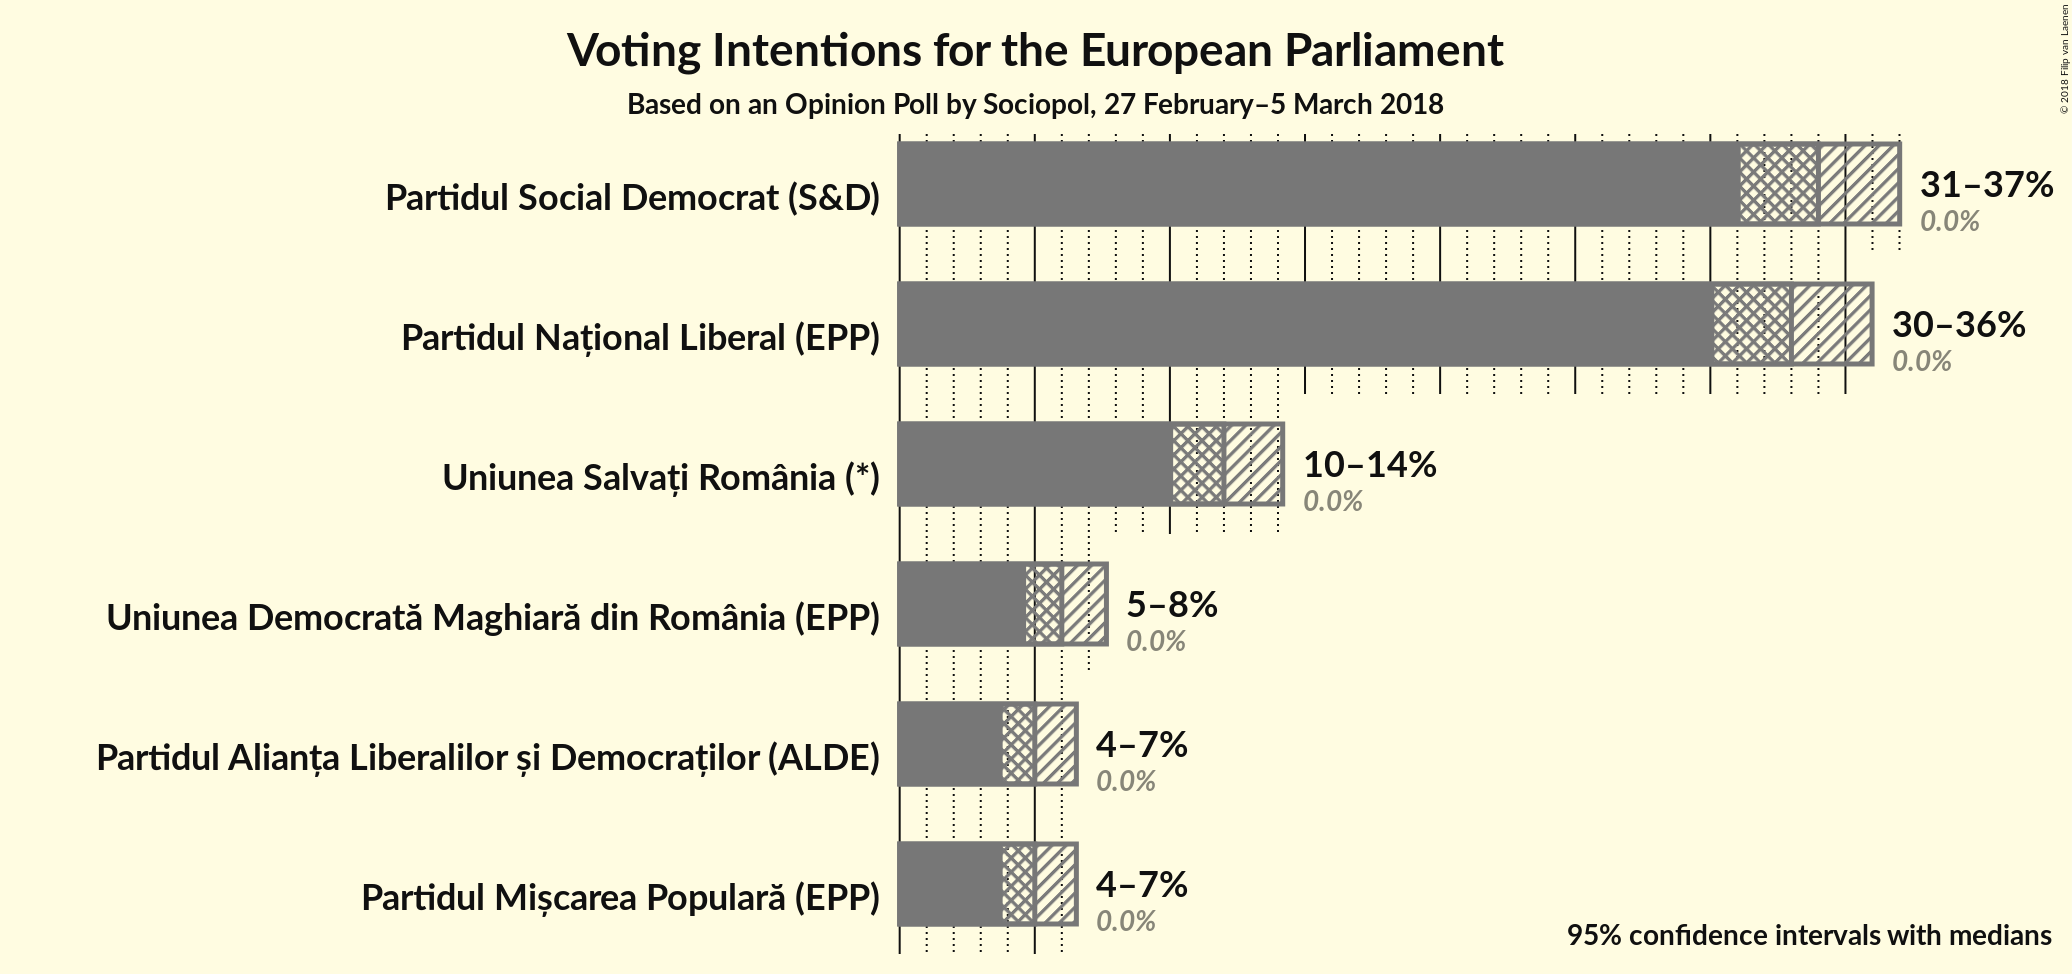 Voting Intentions for the European Parliament
Based on an Opinion Poll by Sociopol, 27 February–5 March 2018
© 2018 Filip van Laenen
Partidul Social Democrat (S&D)
31–37%
0.0%
Partidul Național Liberal (EPP)
30–36%
0.0%
Uniunea Salvați România (*)
10–14%
0.0%
Uniunea Democrată Maghiară din România (EPP)
5–8%
0.0%
Partidul Alianța Liberalilor și Democraților (ALDE)
4–7%
0.0%
Partidul Mișcarea Populară (EPP)
4–7%
0.0%
95% confidence intervals with medians